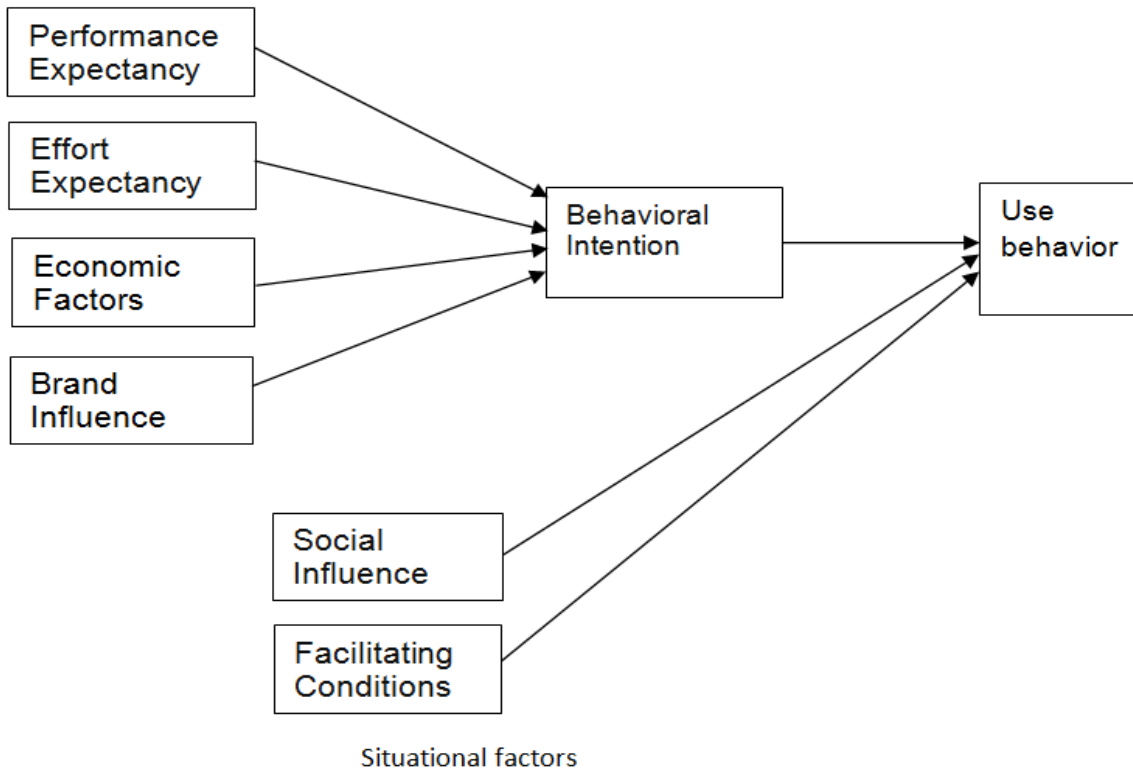 Performance
Expectancy
Effort
Expectancy
Economic
Factors
Brand
Influence
Behavioral
Intention
Use
behavior
Social
Influence
Facilitating
Conditions
Situational factors